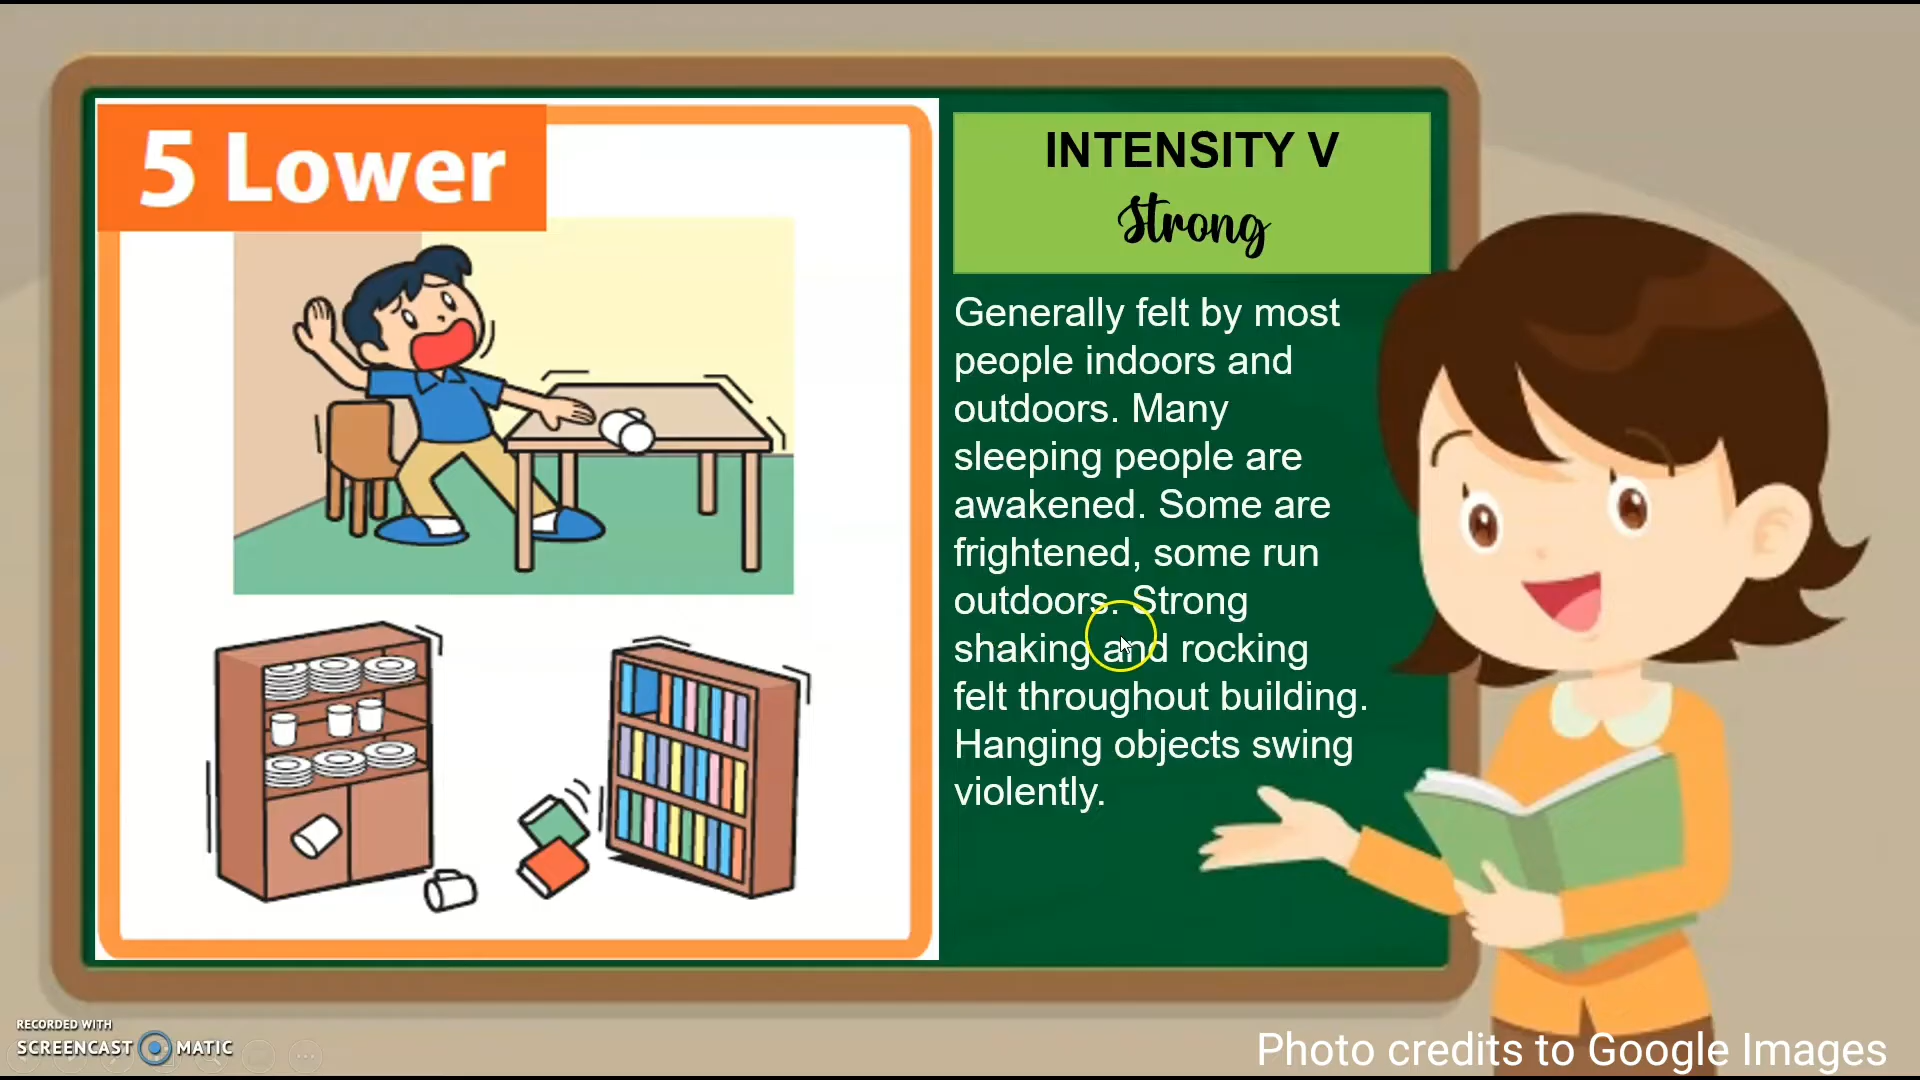 5 Lower
INTENSITY V
Strong
Generally felt by most
people indoors and
outdoors. Many
sleeping people are
awakened. Some are
frightened, some run
outdoors. Strong
shaking and rocking
felt throughout building.
Hanging objects swing
violently.
RECORDED WITH
SCREENCAST MATIC
Photo credits to Google Images